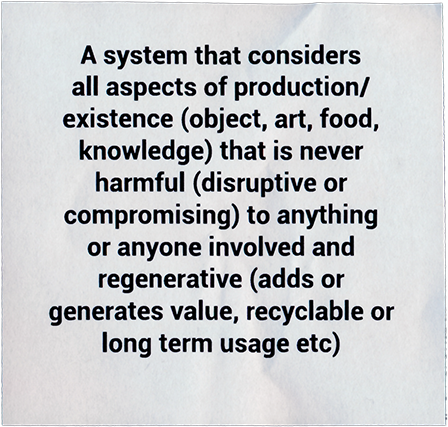 A system that considers
all aspects of production/
existence (object, art, food,
knowledge) that is never
harmful (disruptive or
compromising) to anything
or anyone involved and
regenerative (adds or
generates value, recyclable or
long term usage etc)